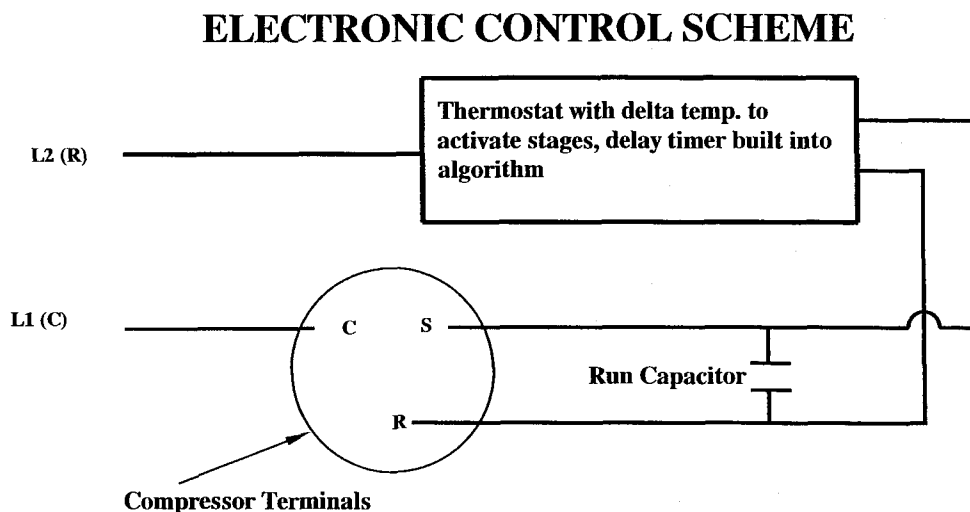 ELECTRONIC CONTROL SCHEME
Thermostat with delta temp. to
activate stages, delay timer built into
algorithm
L2 (R)
L1 (C)
C
S
Run Capacitor
R
Compressor Terminals